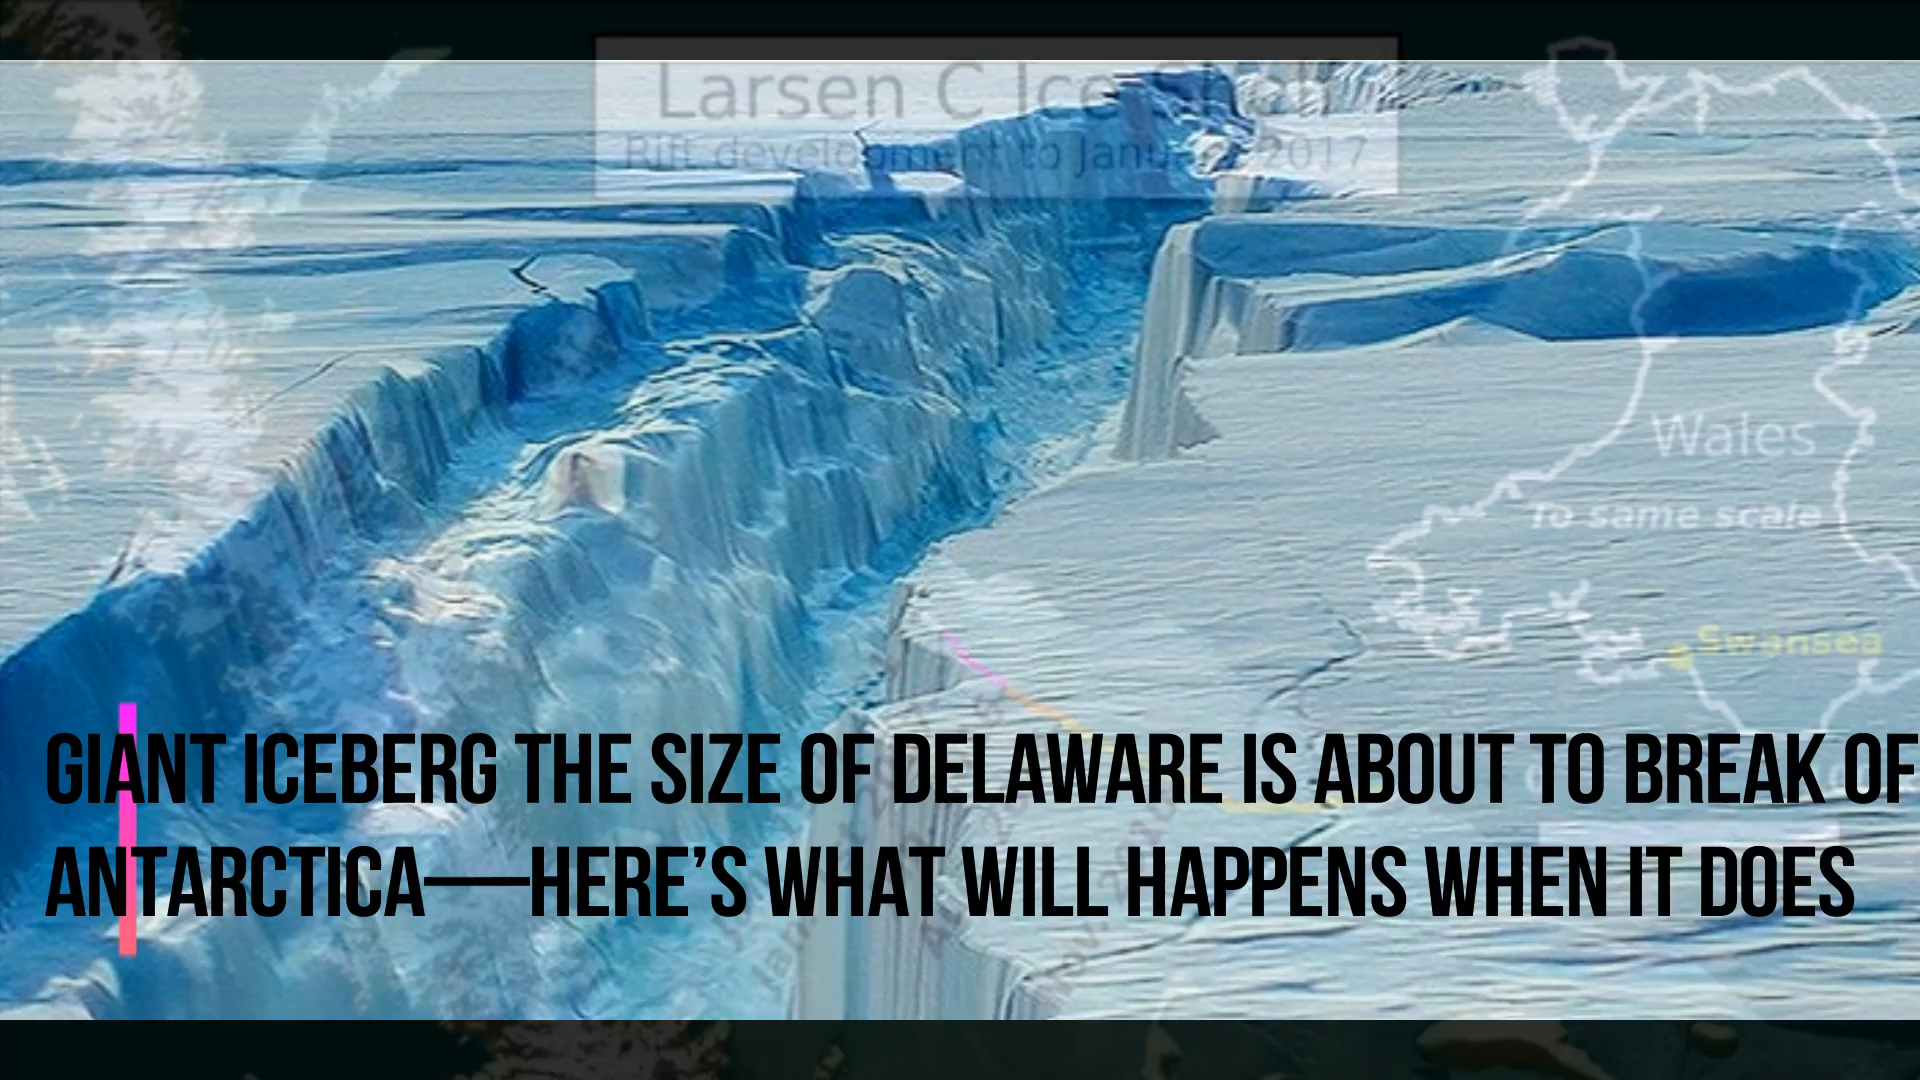 Larsen C Ice Shelf
Rift development to January 2017
Wales
To same scale
Swansea
GIANT ICEBERG THE SIZE OF DELAWARE IS ABOUT TO BREAK OF
ANTARCTICA—HERE’S WHAT WILL HAPPENS WHEN IT DOES